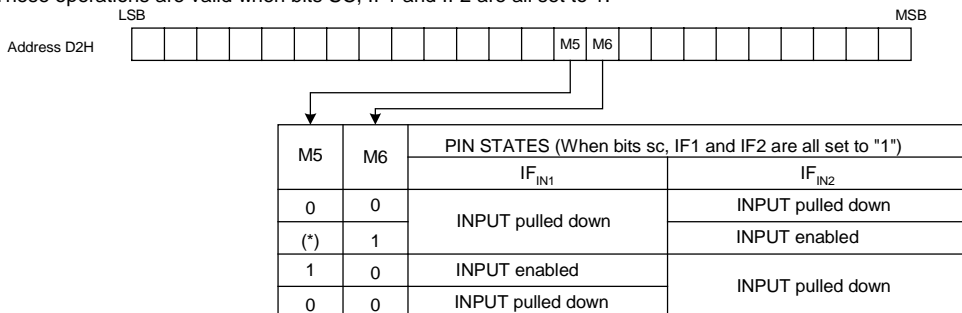 These operations are valid when bits SC, IF1 and IF2 are all set to 1.
LSB MSB
Address D2H M5 M6
M5 M6 PIN STATES (When bits sc, IF1 and IF2 are all set to "1")
IFIN1 IFIN2
0 0 INPUT pulled down INPUT pulled down
(*) 1 INPUT enabled
1 0 INPUT enabled INPUT pulled down
0 0 INPUT pulled down